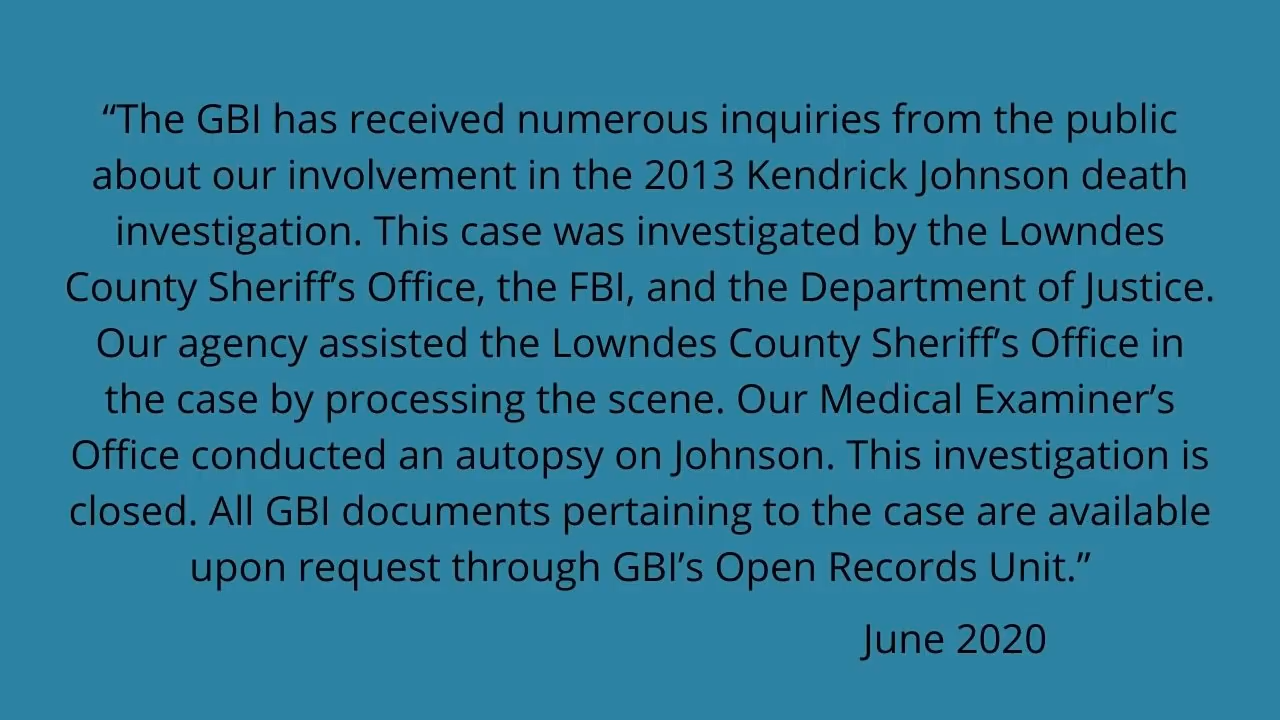 “The GBI has received numerous inquiries from the public
about our involvement in the 2013 Kendrick Johnson death
investigation. This case was investigated by the Lowndes
County Sheriff’s Office, the FBI, and the Department of Justice.
Our agency assisted the Lowndes County Sheriff’s Office in
the case by processing the scene. Our Medical Examiner’s
Office conducted an autopsy on Johnson. This investigation is
closed. All GBI documents pertaining to the case are available
upon request through GBI’s Open Records Unit.”
June 2020